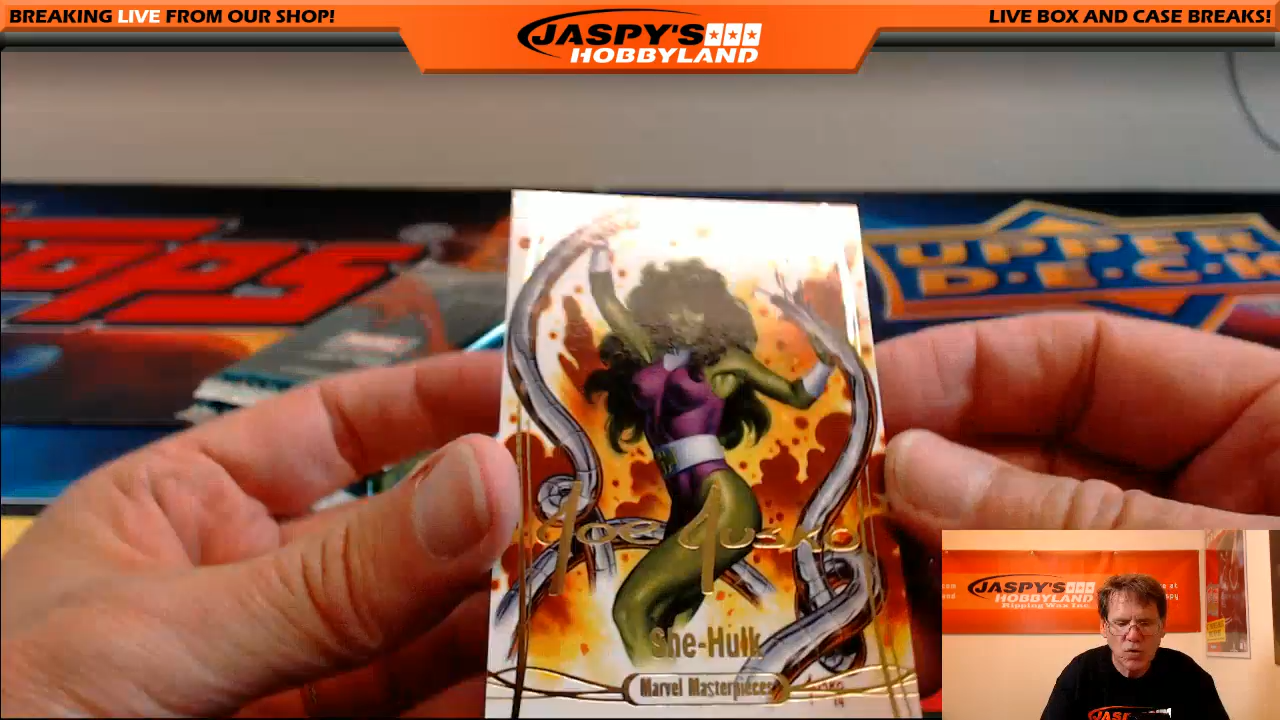 BREAKING LIVE FROM OUR SHOP!
JASPY'S
HOBBYLAND
LIVE BOX AND CASE BREAKS!
UPPER
D.E.C.K
JOE JUSKO
She-Hulk
Marvel Masterpieces
JASPY'S
HOBBYLAND
Ripping Wax Inc.
JASPY'S